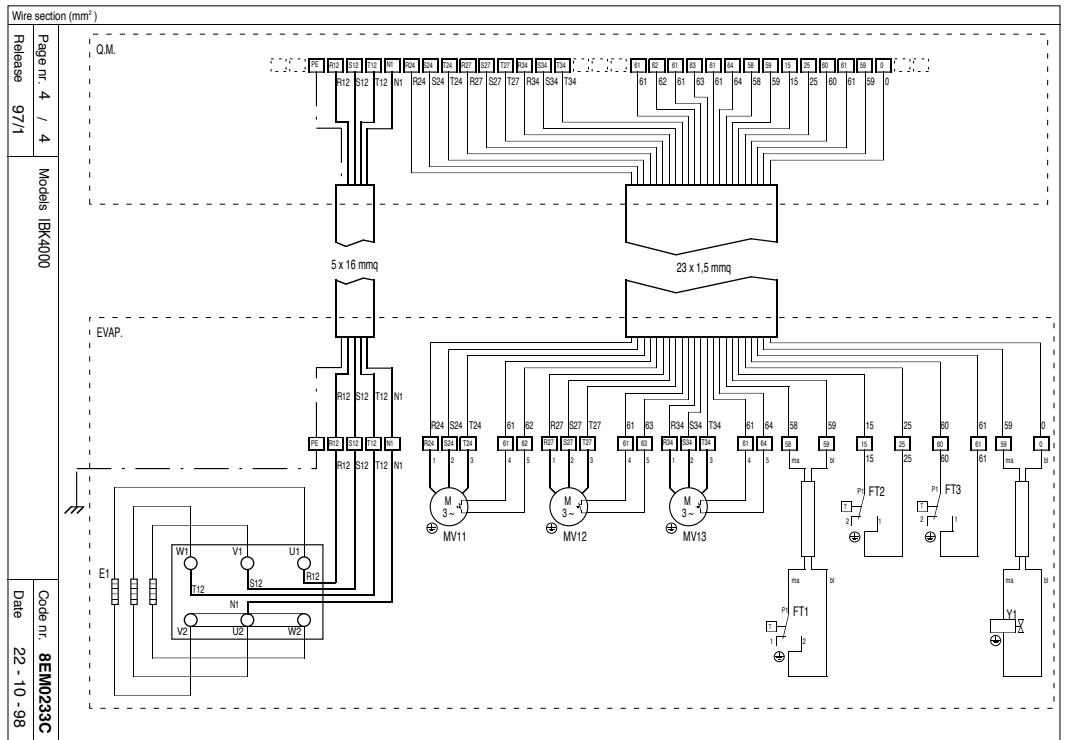 Wire section (mm²)
Page nr. 4 / 4
Release 97/1
Models IBK4000
Code nr. 8EM0233C
Date 22 - 10 - 98
Q.M.
PE R12 S12 T12 N1 R24 S24 T24 R27 S27 T27 R34 S34 T34
61 62 61 63 61 64 58 59 15 25 60 61 59 0
R12 S12 T12 N1 R24 S24 T24 R27 S27 T27 R34 S34 T34
61 62 61 63 61 64 58 59 15 25 60 61 59 0
5 x 16 mmq
23 x 1,5 mmq
EVAP.
R12 S12 T12 N1
R24 S24 T24 61 62 R27 S27 T27 61 63 R34 S34 T34 61 64 58 59 15 25 60 61 59 0
PE R12 S12 T12 N1 R24 S24 T24 61 62 R27 S27 T27 61 63 R34 S34 T34 61 64 58 59 15 25 60 61 59 0
R12 S12 T12 N1
1 2 3 4 5 1 2 3 4 5 1 2 3 4 5
ma bl 15 25 60 61 ma bl
M 3~ MV11
M 3~ MV12
M 3~ MV13
P1 FT2 T 2 1
P1 FT3 T 2 1
ma bl
ma bl
P1 FT1 T 1 2
Y1
E1
W1 V1 U1
T12 S12 R12
N1
V2 U2 W2